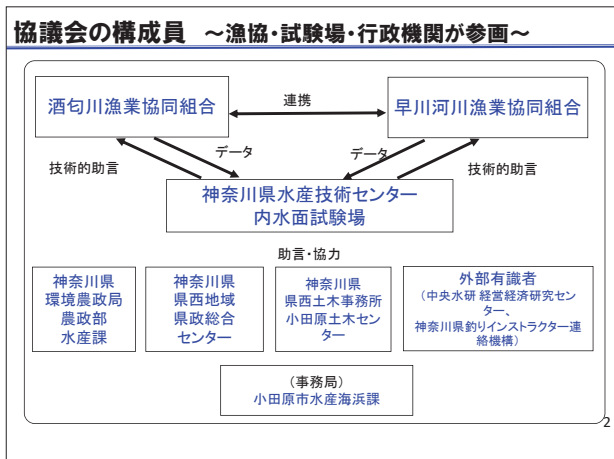 協議会の構成員 ～漁協・試験場・行政機関が参画～
酒匂川漁業協同組合
連携
早川河川漁業協同組合
データ
データ
技術的助言
技術的助言
神奈川県水産技術センター
内水面試験場
助言・協力
神奈川県
環境農政局
農政部
水産課
神奈川県
県西地域
県政総合
センター
神奈川県
県西土木事務所
小田原土木セン
ター
外部有識者
（中央水研 経営経済研究セン
ター、
神奈川県釣りインストラクター連
絡機構）
（事務局）
小田原市水産海浜課
2